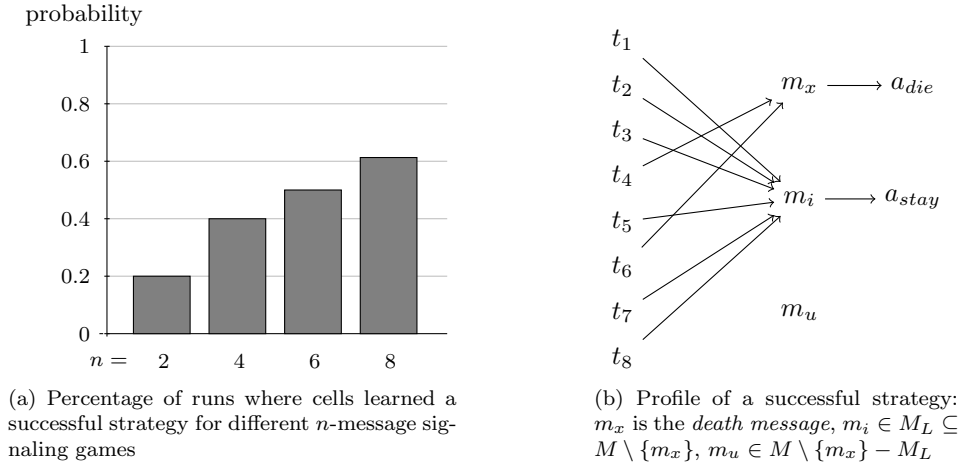 probability
1
0.8
0.6
0.4
0.2
0
n = 2 4 6 8
(a) Percentage of runs where cells learned a
successful strategy for different n-message sig-
naling games
t1
t2
t3
t4
t5
t6
t7
t8
mx
adie
mi
astay
mu
(b) Profile of a successful strategy:
mx is the death message, mi ∈ ML ⊆
M \ {mx}, mu ∈ M \ {mx} − ML